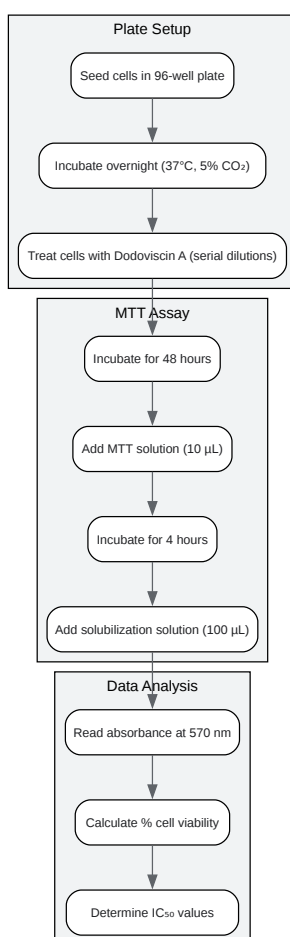 Plate Setup
Seed cells in 96-well plate
Incubate overnight (37°C, 5% CO₂)
Treat cells with Dodoviscin A (serial dilutions)
MTT Assay
Incubate for 48 hours
Add MTT solution (10 µL)
Incubate for 4 hours
Add solubilization solution (100 µL)
Data Analysis
Read absorbance at 570 nm
Calculate % cell viability
Determine IC₅₀ values